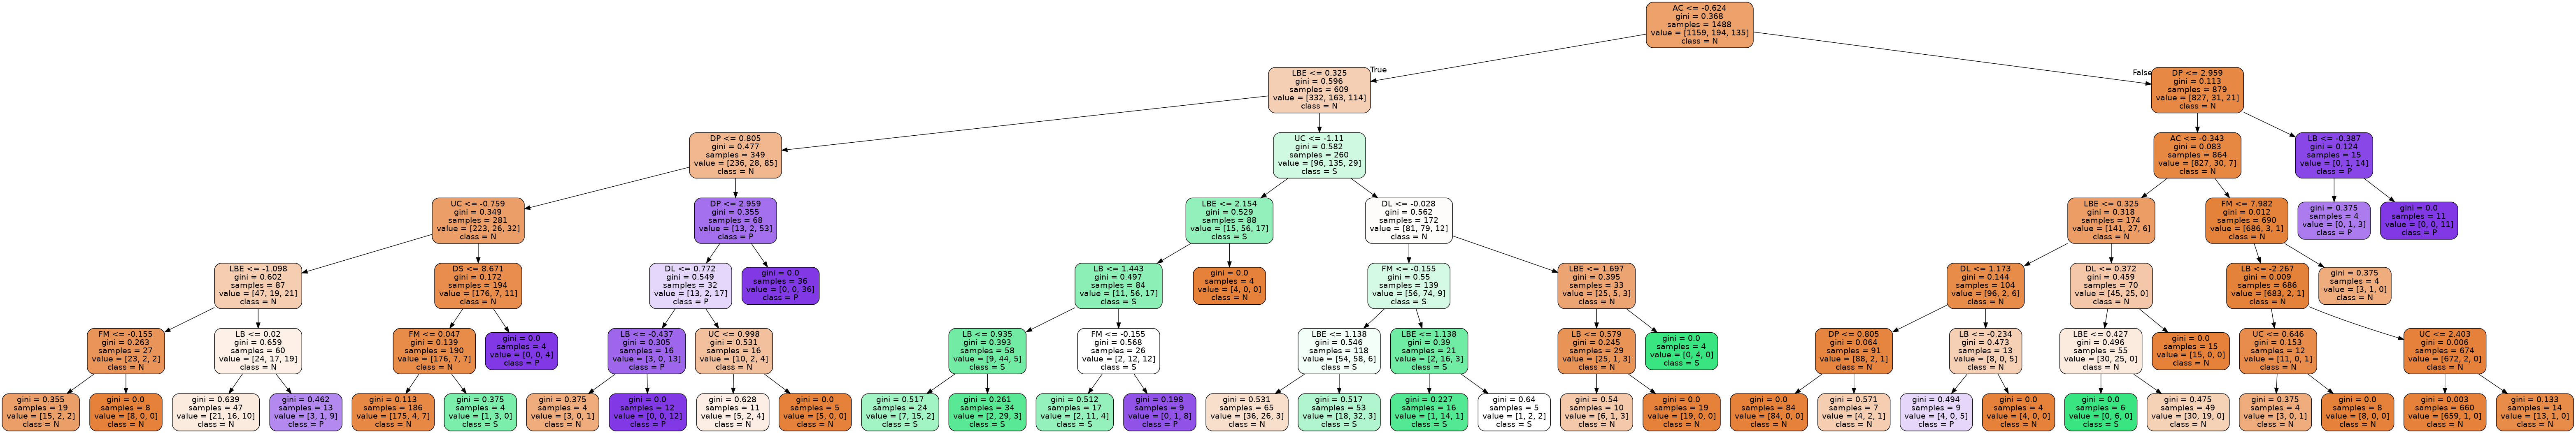 AC <= -0.624
gini = 0.368
samples = 1488
value = [1159, 194, 135]
class = N
True
False
LBE <= 0.325
gini = 0.596
samples = 609
value = [332, 163, 114]
class = N
DP <= 2.959
gini = 0.113
samples = 879
value = [827, 31, 21]
class = N
DP <= 0.805
gini = 0.477
samples = 349
value = [236, 28, 85]
class = N
UC <= -1.11
gini = 0.582
samples = 260
value = [96, 135, 29]
class = S
AC <= -0.343
gini = 0.083
samples = 864
value = [827, 30, 7]
class = N
LB <= -0.387
gini = 0.124
samples = 15
value = [0, 1, 14]
class = P
UC <= -0.759
gini = 0.349
samples = 281
value = [223, 26, 32]
class = N
DP <= 2.959
gini = 0.355
samples = 68
value = [13, 2, 53]
class = P
LBE <= 2.154
gini = 0.529
samples = 88
value = [15, 56, 17]
class = S
DL <= -0.028
gini = 0.562
samples = 172
value = [81, 79, 12]
class = N
LBE <= 0.325
gini = 0.318
samples = 174
value = [141, 27, 6]
class = N
FM <= 7.982
gini = 0.012
samples = 690
value = [686, 3, 1]
class = N
gini = 0.375
samples = 4
value = [0, 1, 3]
class = P
gini = 0.0
samples = 11
value = [0, 0, 11]
class = P
LBE <= -1.098
gini = 0.602
samples = 87
value = [47, 19, 21]
class = N
DS <= 8.671
gini = 0.172
samples = 194
value = [176, 7, 11]
class = N
DL <= 0.772
gini = 0.549
samples = 32
value = [13, 2, 17]
class = P
gini = 0.0
samples = 36
value = [0, 0, 36]
class = P
LB <= 1.443
gini = 0.497
samples = 84
value = [11, 56, 17]
class = S
gini = 0.0
samples = 4
value = [4, 0, 0]
class = N
FM <= -0.155
gini = 0.55
samples = 139
value = [56, 74, 9]
class = S
LBE <= 1.697
gini = 0.395
samples = 33
value = [25, 5, 3]
class = N
DL <= 1.173
gini = 0.144
samples = 104
value = [96, 2, 6]
class = N
DL <= 0.372
gini = 0.459
samples = 70
value = [45, 25, 0]
class = N
LB <= -2.267
gini = 0.009
samples = 686
value = [683, 2, 1]
class = N
gini = 0.375
samples = 4
value = [3, 1, 0]
class = N
FM <= -0.155
gini = 0.263
samples = 27
value = [23, 2, 2]
class = N
LB <= 0.02
gini = 0.659
samples = 60
value = [24, 17, 19]
class = N
FM <= 0.047
gini = 0.139
samples = 190
value = [176, 7, 7]
class = N
gini = 0.0
samples = 4
value = [0, 0, 4]
class = P
LB <= -0.437
gini = 0.305
samples = 16
value = [3, 0, 13]
class = P
UC <= 0.998
gini = 0.531
samples = 16
value = [10, 2, 4]
class = N
LB <= 0.935
gini = 0.393
samples = 58
value = [9, 44, 5]
class = S
FM <= -0.155
gini = 0.568
samples = 26
value = [2, 12, 12]
class = S
LBE <= 1.138
gini = 0.546
samples = 118
value = [54, 58, 6]
class = S
LBE <= 1.138
gini = 0.39
samples = 21
value = [2, 16, 3]
class = S
LB <= 0.579
gini = 0.245
samples = 29
value = [25, 1, 3]
class = N
gini = 0.0
samples = 4
value = [0, 4, 0]
class = S
DP <= 0.805
gini = 0.064
samples = 91
value = [88, 2, 1]
class = N
LB <= -0.234
gini = 0.473
samples = 13
value = [8, 0, 5]
class = N
LBE <= 0.427
gini = 0.496
samples = 55
value = [30, 25, 0]
class = N
gini = 0.0
samples = 15
value = [15, 0, 0]
class = N
UC <= 0.646
gini = 0.153
samples = 12
value = [11, 0, 1]
class = N
UC <= 2.403
gini = 0.006
samples = 674
value = [672, 2, 0]
class = N
gini = 0.355
samples = 19
value = [15, 2, 2]
class = N
gini = 0.0
samples = 8
value = [8, 0, 0]
class = N
gini = 0.639
samples = 47
value = [21, 16, 10]
class = N
gini = 0.462
samples = 13
value = [3, 1, 9]
class = P
gini = 0.113
samples = 186
value = [175, 4, 7]
class = N
gini = 0.375
samples = 4
value = [1, 3, 0]
class = S
gini = 0.375
samples = 4
value = [3, 0, 1]
class = N
gini = 0.0
samples = 12
value = [0, 0, 12]
class = P
gini = 0.628
samples = 11
value = [5, 2, 4]
class = N
gini = 0.0
samples = 5
value = [5, 0, 0]
class = N
gini = 0.517
samples = 24
value = [7, 15, 2]
class = S
gini = 0.261
samples = 34
value = [2, 29, 3]
class = S
gini = 0.512
samples = 17
value = [2, 11, 4]
class = S
gini = 0.198
samples = 9
value = [0, 1, 8]
class = P
gini = 0.531
samples = 65
value = [36, 26, 3]
class = N
gini = 0.517
samples = 53
value = [18, 32, 3]
class = S
gini = 0.227
samples = 16
value = [1, 14, 1]
class = S
gini = 0.64
samples = 5
value = [1, 2, 2]
class = S
gini = 0.54
samples = 10
value = [6, 1, 3]
class = N
gini = 0.0
samples = 19
value = [19, 0, 0]
class = N
gini = 0.0
samples = 84
value = [84, 0, 0]
class = N
gini = 0.571
samples = 7
value = [4, 2, 1]
class = N
gini = 0.494
samples = 9
value = [4, 0, 5]
class = P
gini = 0.0
samples = 4
value = [4, 0, 0]
class = N
gini = 0.0
samples = 6
value = [0, 6, 0]
class = S
gini = 0.475
samples = 49
value = [30, 19, 0]
class = N
gini = 0.375
samples = 4
value = [3, 0, 1]
class = N
gini = 0.0
samples = 8
value = [8, 0, 0]
class = N
gini = 0.003
samples = 660
value = [659, 1, 0]
class = N
gini = 0.133
samples = 14
value = [13, 1, 0]
class = N